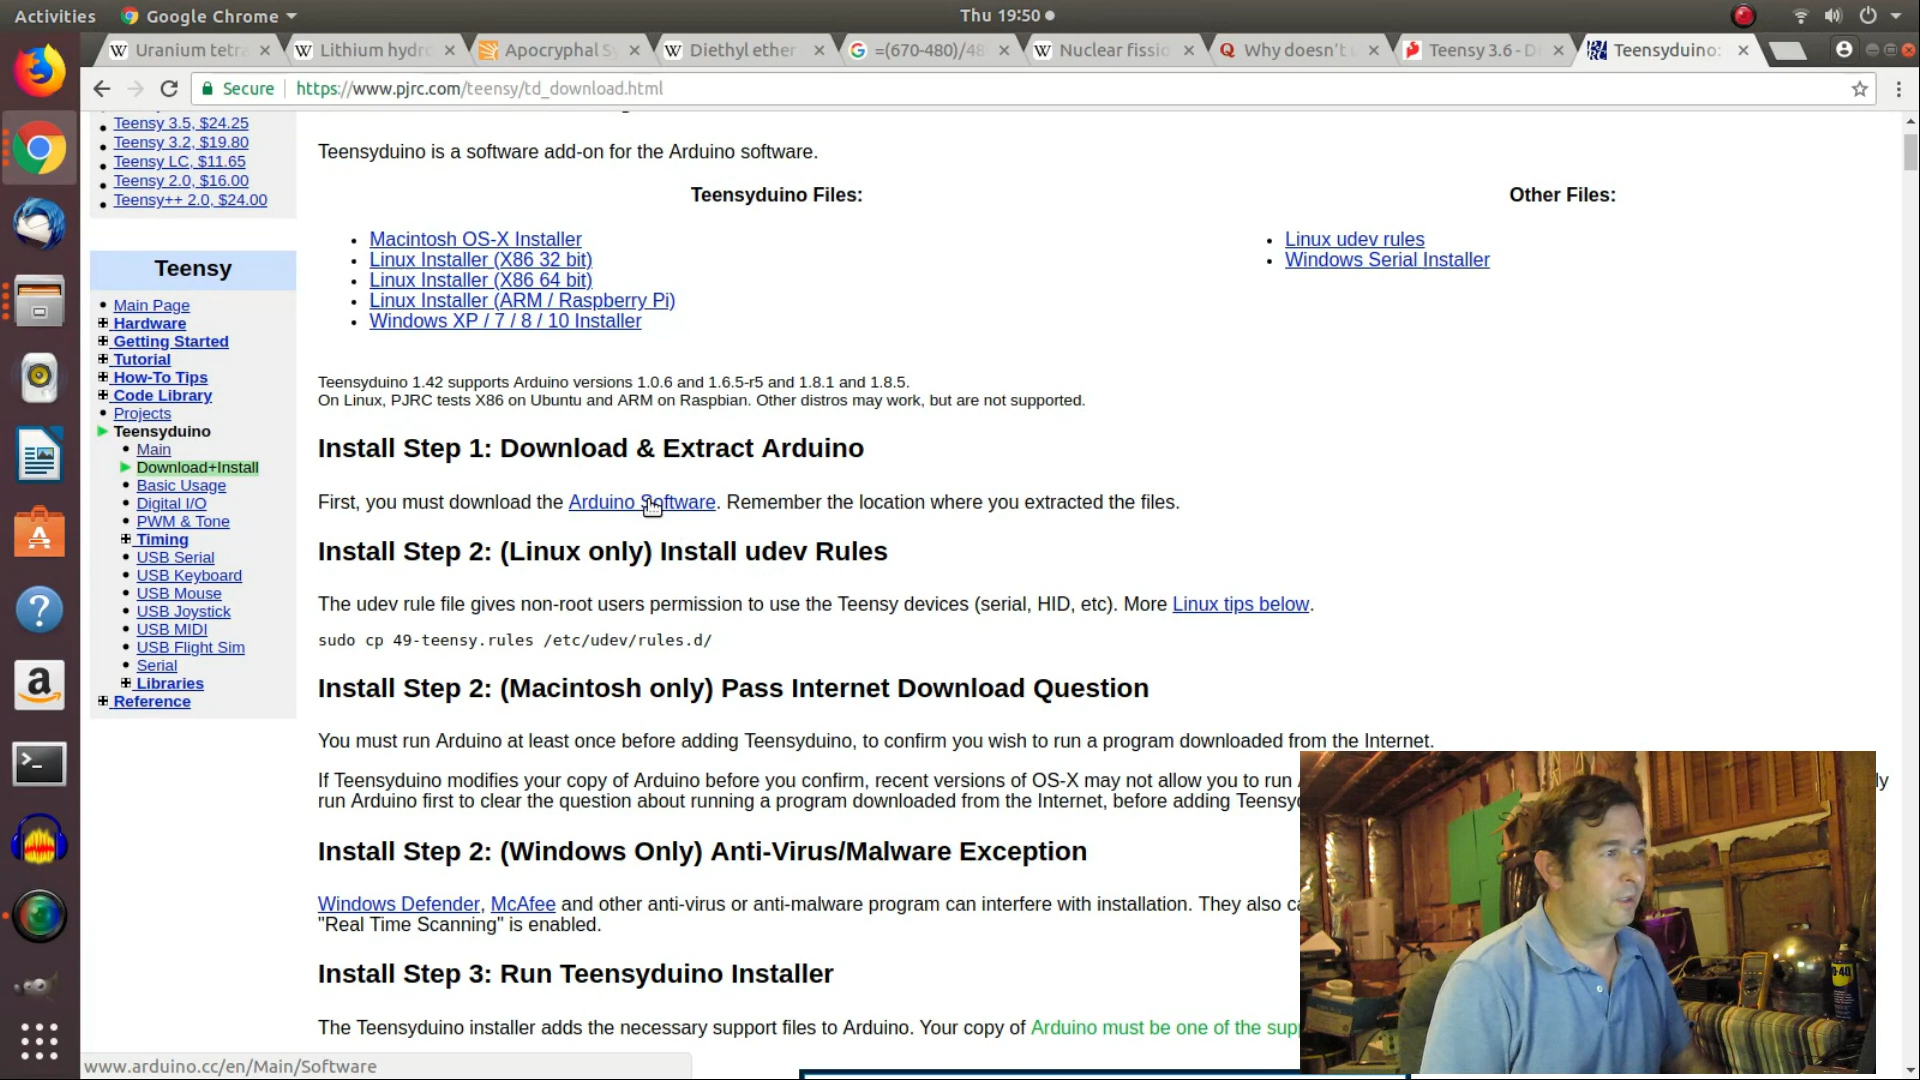 Activities
Google Chrome
Thu 19:50
Uranium tetra
Lithium hydro
Apocryphal Sy
Diethyl ether
=(670-480)/48
Nuclear fissio
Why doesn't
Teensy 3.6 - D
Teensyduino:
Secure
https://www.pjrc.com/teensy/td_download.html
Teensy 3.5, $24.25
Teensy 3.2, $19.80
Teensy LC, $11.65
Teensy 2.0, $16.00
Teensy++ 2.0, $24.00
Teensy
Main Page
Hardware
Getting Started
Tutorial
How-To Tips
Code Library
Projects
Teensyduino
Main
Download+Install
Basic Usage
Digital I/O
PWM & Tone
Timing
USB Serial
USB Keyboard
USB Mouse
USB Joystick
USB MIDI
USB Flight Sim
Serial
Libraries
Reference
Teensyduino is a software add-on for the Arduino software.
Teensyduino Files:
Macintosh OS-X Installer
Linux Installer (X86 32 bit)
Linux Installer (X86 64 bit)
Linux Installer (ARM / Raspberry Pi)
Windows XP / 7 / 8 / 10 Installer
Other Files:
Linux udev rules
Windows Serial Installer
Teensyduino 1.42 supports Arduino versions 1.0.6 and 1.6.5-r5 and 1.8.1 and 1.8.5.
On Linux, PJRC tests X86 on Ubuntu and ARM on Raspbian. Other distros may work, but are not supported.
Install Step 1: Download & Extract Arduino
First, you must download the Arduino Software. Remember the location where you extracted the files.
Install Step 2: (Linux only) Install udev Rules
The udev rule file gives non-root users permission to use the Teensy devices (serial, HID, etc). More Linux tips below.
sudo cp 49-teensy.rules /etc/udev/rules.d/
Install Step 2: (Macintosh only) Pass Internet Download Question
You must run Arduino at least once before adding Teensyduino, to confirm you wish to run a program downloaded from the Internet.
If Teensyduino modifies your copy of Arduino before you confirm, recent versions of OS-X may not allow you to run ly
run Arduino first to clear the question about running a program downloaded from the Internet, before adding Teensyd
Install Step 2: (Windows Only) Anti-Virus/Malware Exception
Windows Defender, McAfee and other anti-virus or anti-malware program can interfere with installation. They also ca
"Real Time Scanning" is enabled.
Install Step 3: Run Teensyduino Installer
The Teensyduino installer adds the necessary support files to Arduino. Your copy of Arduino must be one of the sup
www.arduino.cc/en/Main/Software